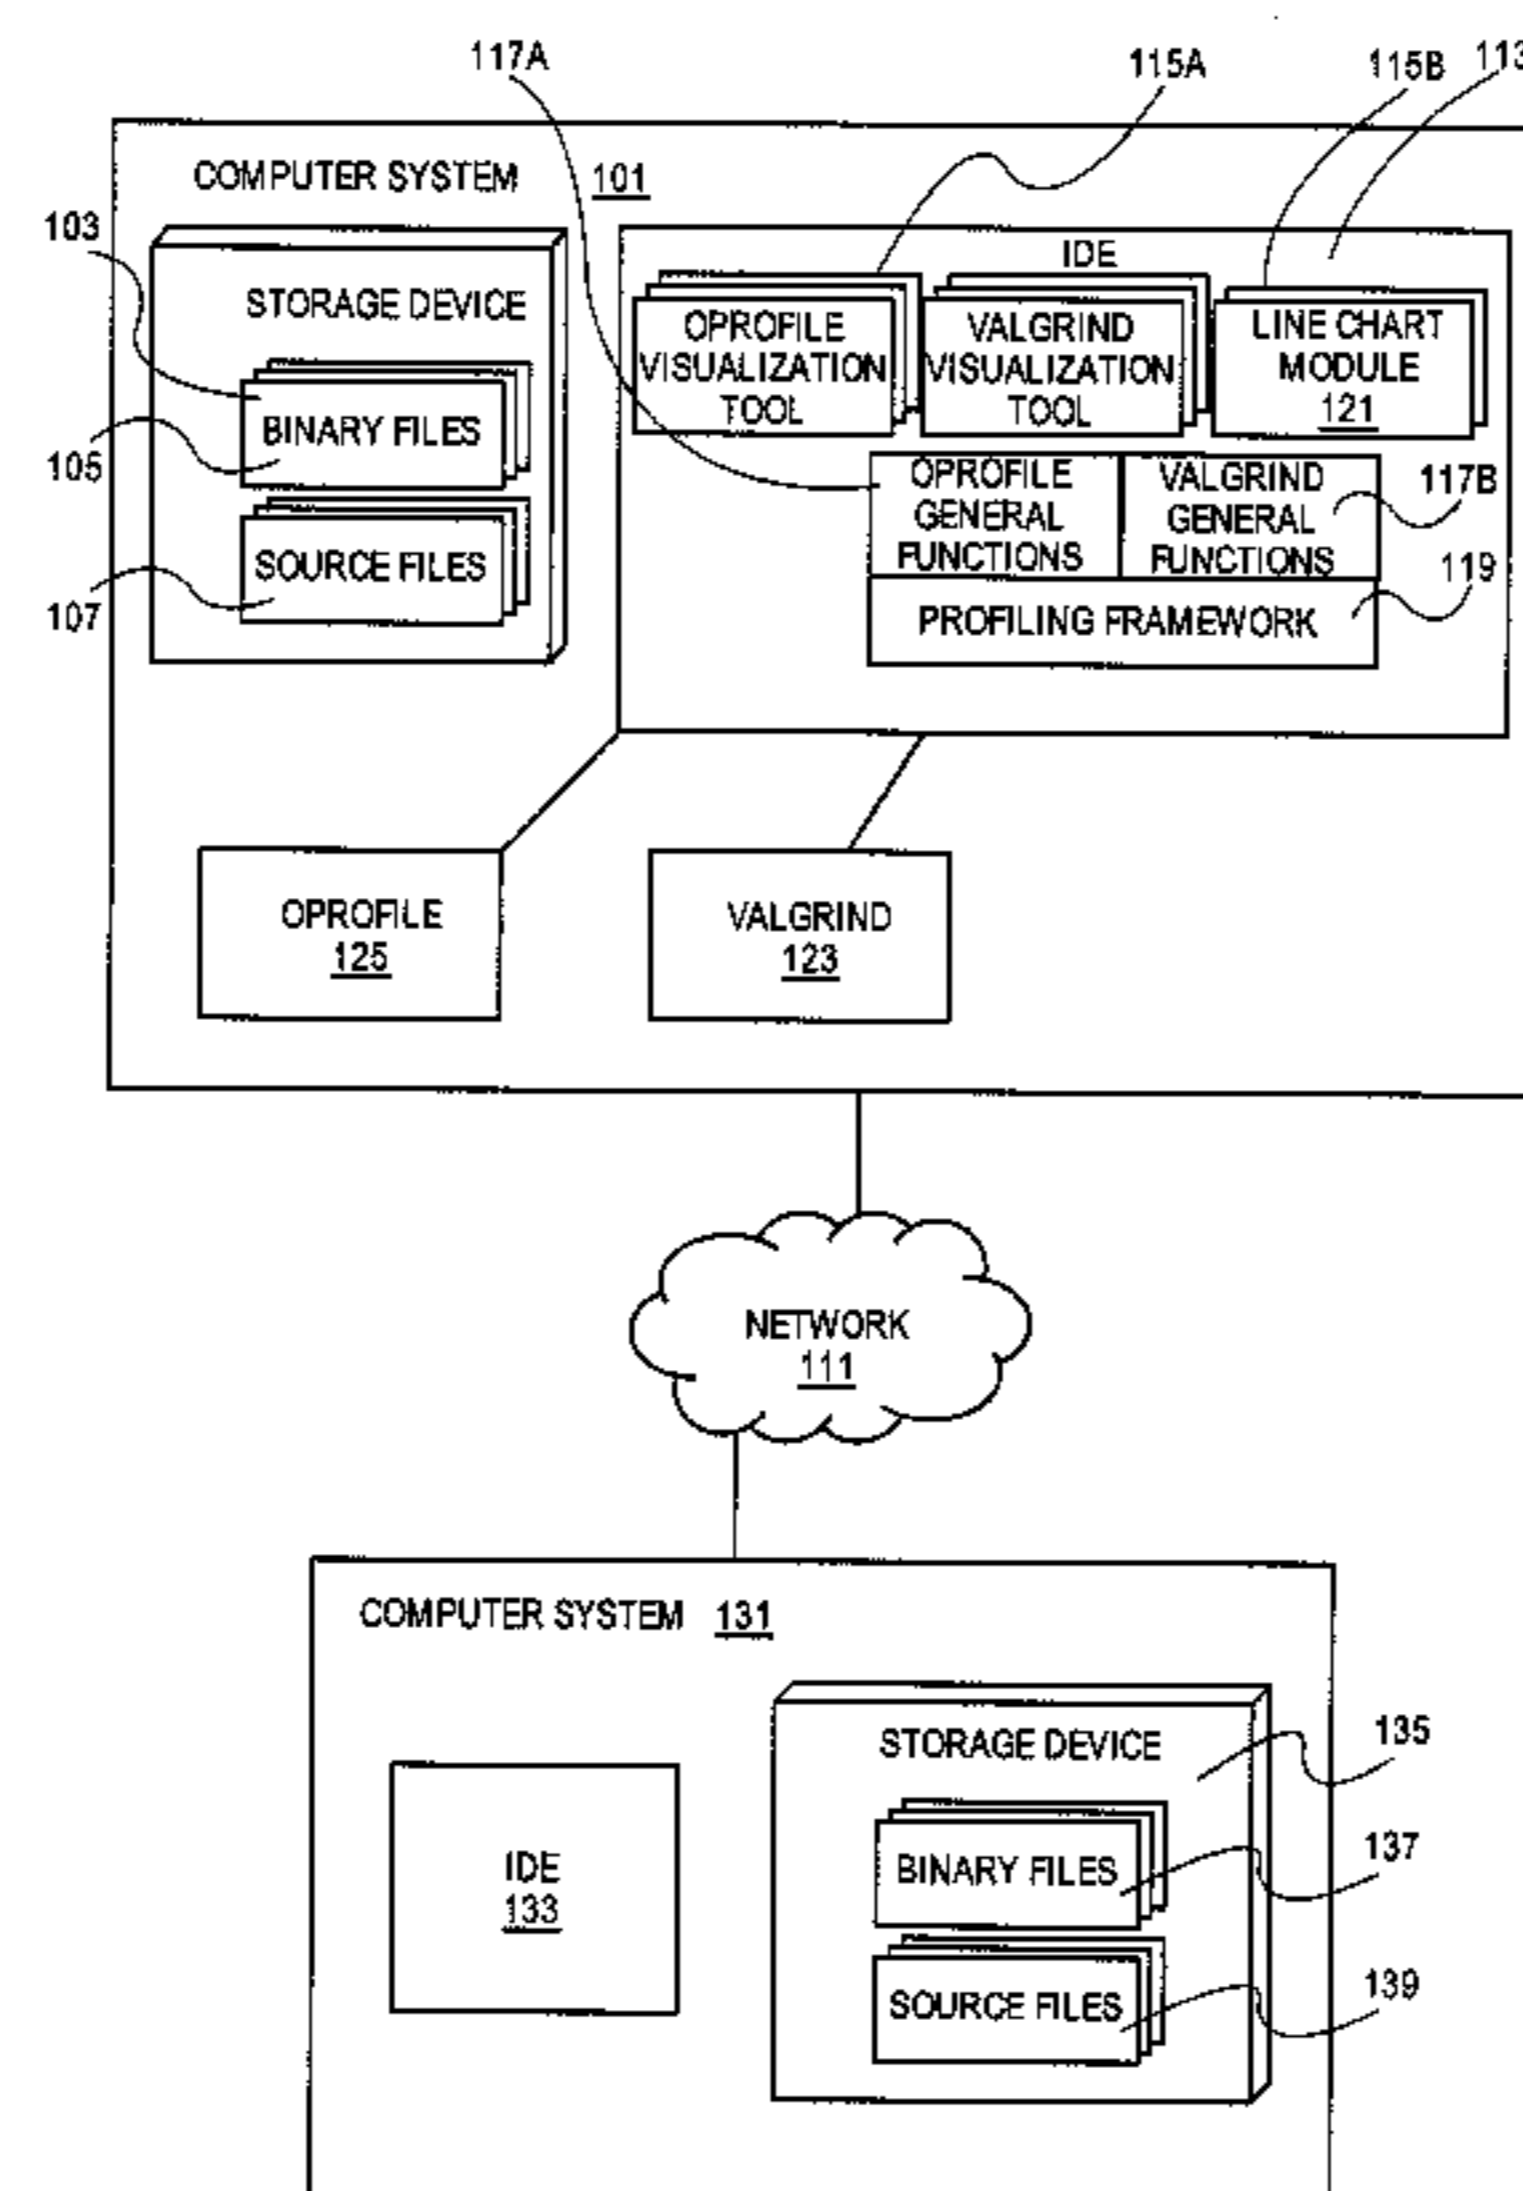 117A
115A
115B
113
COMPUTER SYSTEM 101
103
STORAGE DEVICE
BINARY FILES
105
SOURCE FILES
107
IDE
OPROFILE
VISUALIZATION
TOOL
VALGRIND
VISUALIZATION
TOOL
LINE CHART
MODULE
121
OPROFILE
GENERAL
FUNCTIONS
VALGRIND
GENERAL
FUNCTIONS
117B
119
PROFILING FRAMEWORK
OPROFILE
125
VALGRIND
123
NETWORK
111
COMPUTER SYSTEM 131
IDE
133
STORAGE DEVICE
135
BINARY FILES
137
SOURCE FILES
139